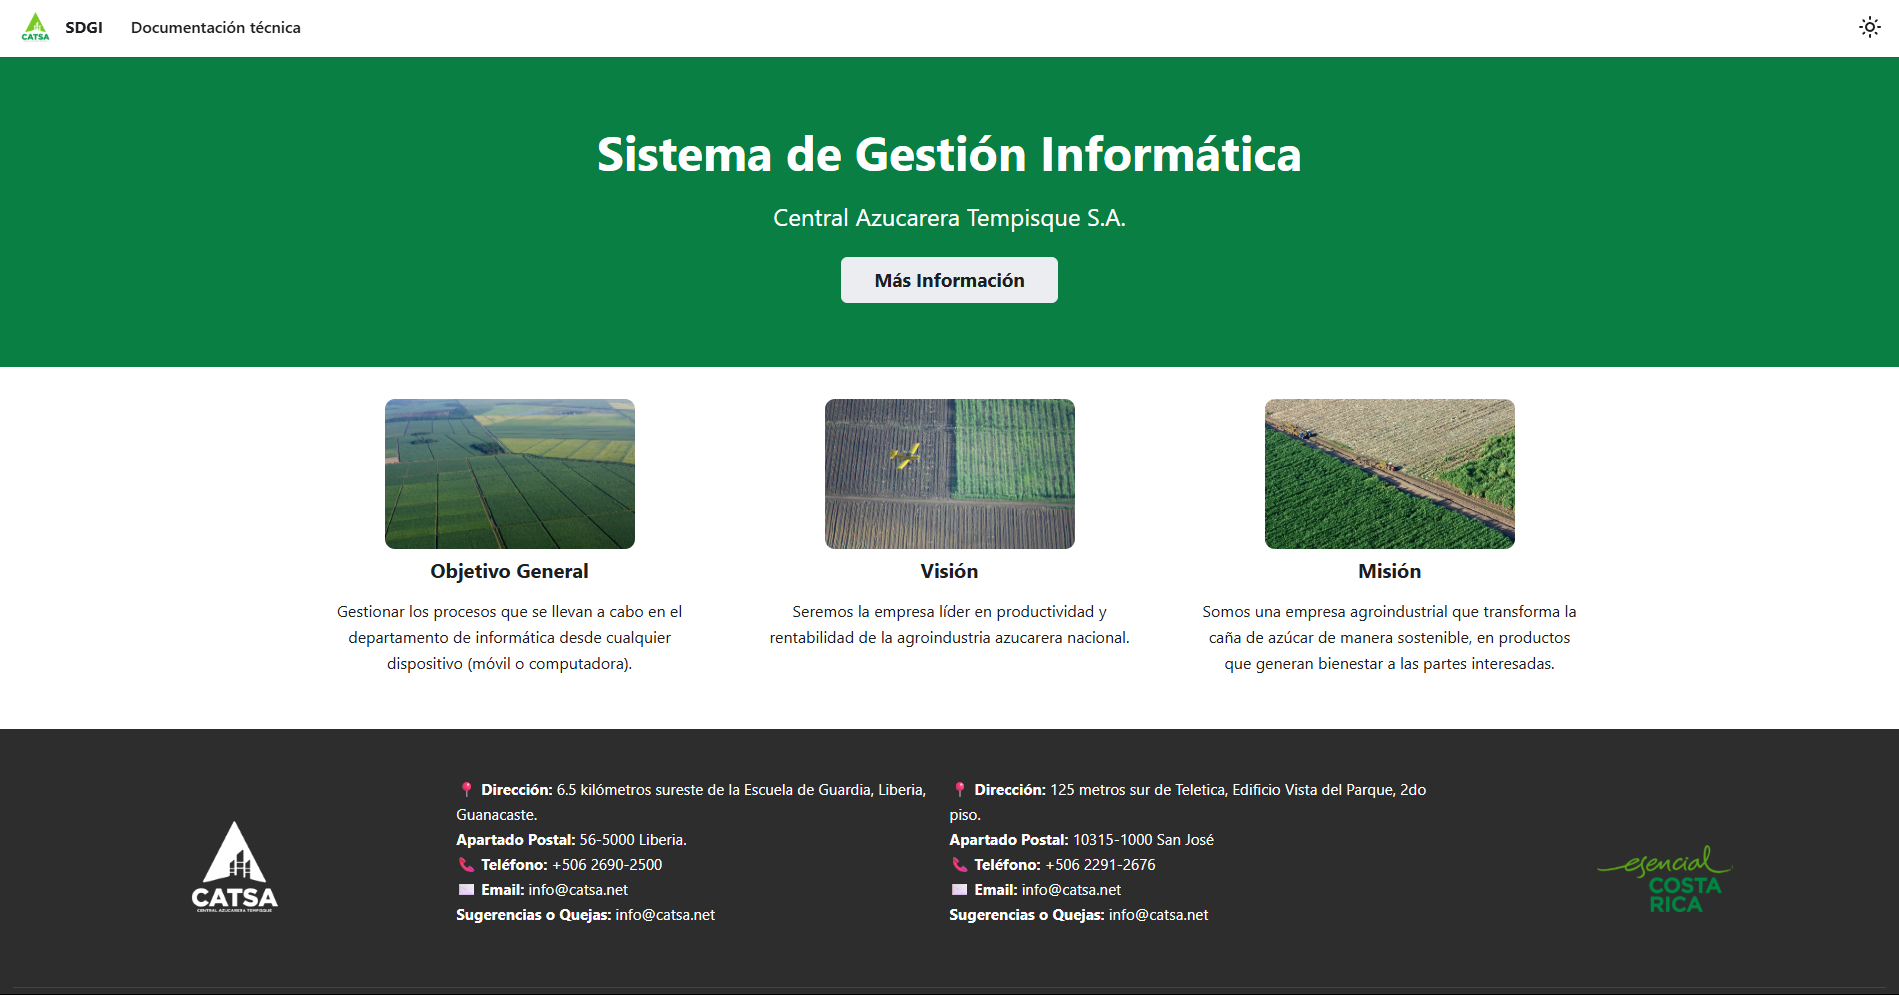 CATSA
SDGI
Documentación técnica
Sistema de Gestión Informática
Central Azucarera Tempisque S.A.
Más Información
Objetivo General
Gestionar los procesos que se llevan a cabo en el
departamento de informática desde cualquier
dispositivo (móvil o computadora).
Visión
Seremos la empresa líder en productividad y
rentabilidad de la agroindustria azucarera nacional.
Misión
Somos una empresa agroindustrial que transforma la
caña de azúcar de manera sostenible, en productos
que generan bienestar a las partes interesadas.
CATSA
CENTRAL AZUCARERA TEMPISQUE
Dirección: 6.5 kilómetros sureste de la Escuela de Guardia, Liberia,
Guanacaste.
Apartado Postal: 56-5000 Liberia.
Teléfono: +506 2690-2500
Email: info@catsa.net
Sugerencias o Quejas: info@catsa.net
Dirección: 125 metros sur de Teletica, Edificio Vista del Parque, 2do
piso.
Apartado Postal: 10315-1000 San José
Teléfono: +506 2291-2676
Email: info@catsa.net
Sugerencias o Quejas: info@catsa.net
esencial
COSTA
RICA